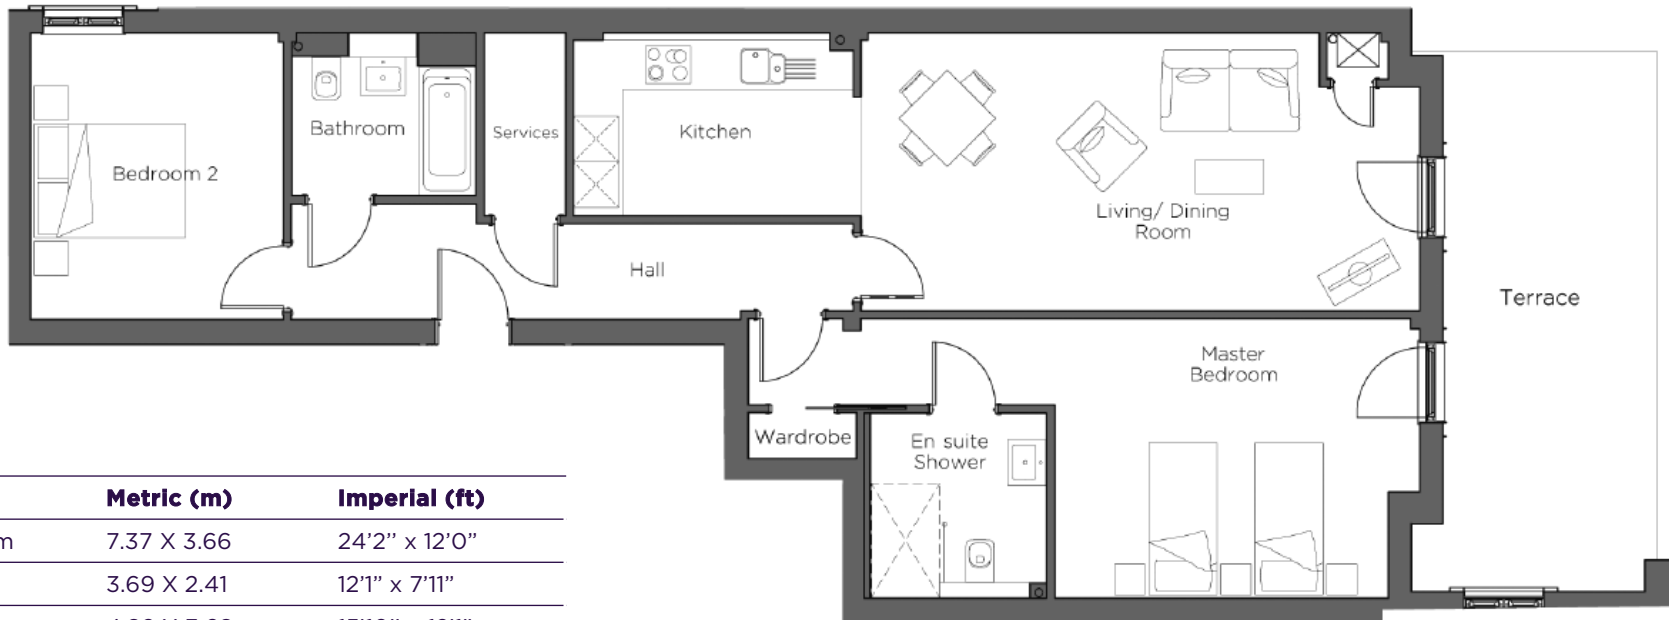 Bedroom 2
Bathroom
Services
Kitchen
Living/ Dining
Room
Hall
Terrace
Master
Bedroom
Wardrobe
En suite
Shower
Metric (m) Imperial (ft)
m 7.37 X 3.66 24'2'' x 12'0"
3.69 X 2.41 12'1" x 7'11"